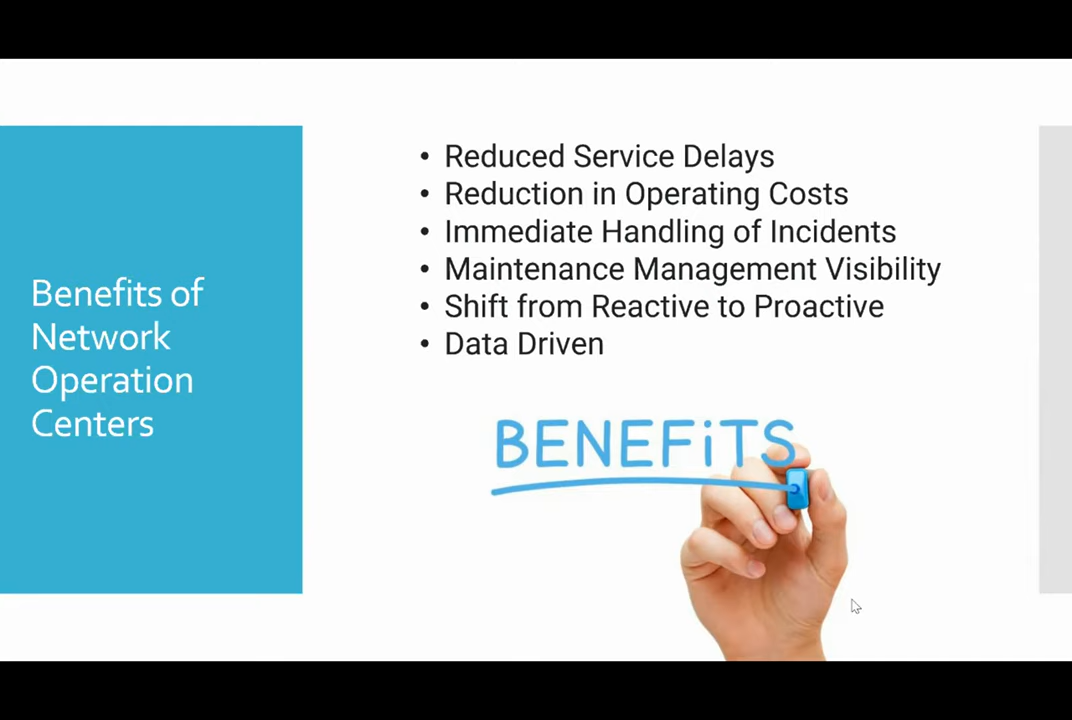 Benefits of
Network
Operation
Centers
• Reduced Service Delays
• Reduction in Operating Costs
• Immediate Handling of Incidents
• Maintenance Management Visibility
• Shift from Reactive to Proactive
• Data Driven
BENEFiTS